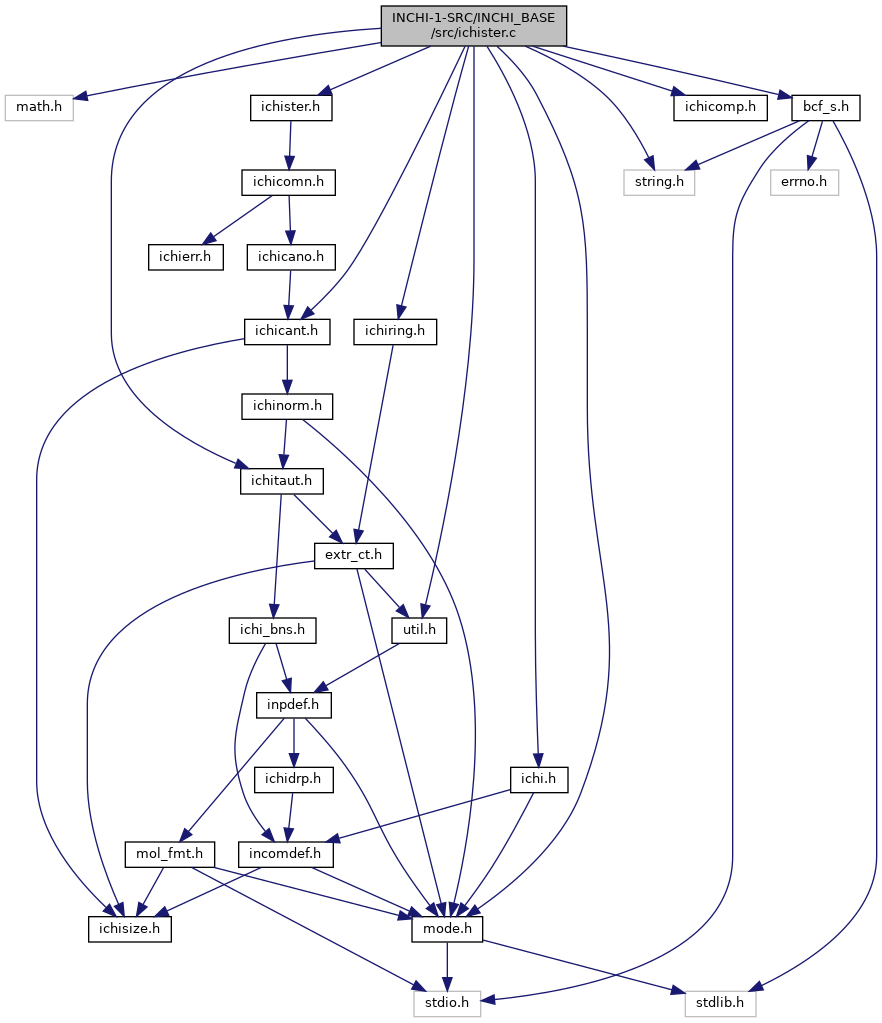 INCHI-1-SRC/INCHI_BASE
/src/ichister.c
math.h
ichister.h
ichicomp.h
bcf_s.h
ichicomn.h
string.h
errno.h
ichierr.h
ichicano.h
ichicant.h
ichiring.h
ichinorm.h
ichitaut.h
extr_ct.h
ichi_bns.h
util.h
inpdef.h
ichidrp.h
ichi.h
mol_fmt.h
incomdef.h
ichisize.h
mode.h
stdio.h
stdlib.h